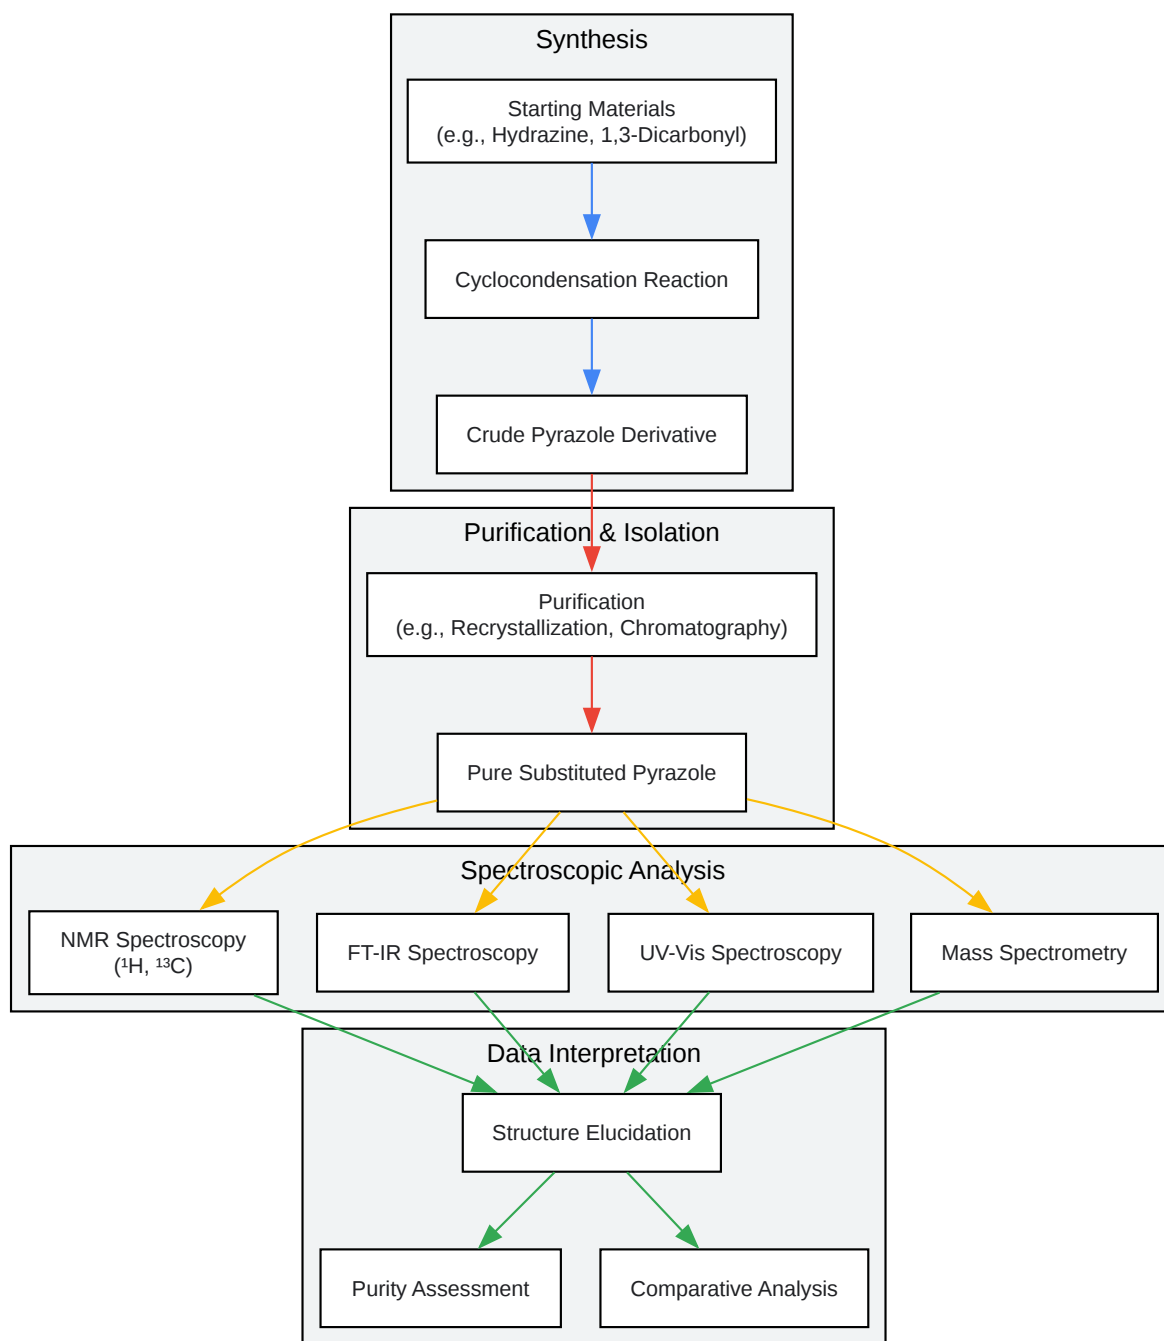 Synthesis
Starting Materials
(e.g., Hydrazine, 1,3-Dicarbonyl)
Cyclocondensation Reaction
Crude Pyrazole Derivative
Purification & Isolation
Purification
(e.g., Recrystallization, Chromatography)
Pure Substituted Pyrazole
Spectroscopic Analysis
NMR Spectroscopy
(¹H, ¹³C)
FT-IR Spectroscopy
UV-Vis Spectroscopy
Mass Spectrometry
Data Interpretation
Structure Elucidation
Purity Assessment
Comparative Analysis